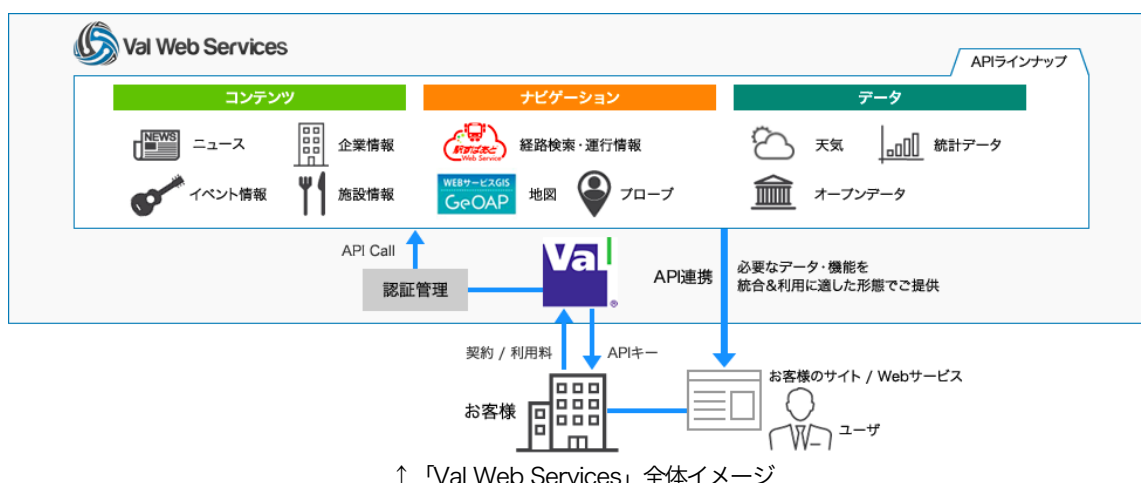 Val Web Services
APIラインナップ
コンテンツ
ナビゲーション
データ
NEWS
ニュース
企業情報
駅すぱあと
Web Service
経路検索・運行情報
天気
統計データ
イベント情報
施設情報
WEBサービスGIS
GeOAP
地図
プローブ
オープンデータ
API Call
認証管理
Val
®
API連携
必要なデータ・機能を
統合&利用に適した形態でご提供
契約 / 利用料
APIキー
お客様
お客様のサイト / Webサービス
ユーザ
↑「Val Web Services」全体イメージ